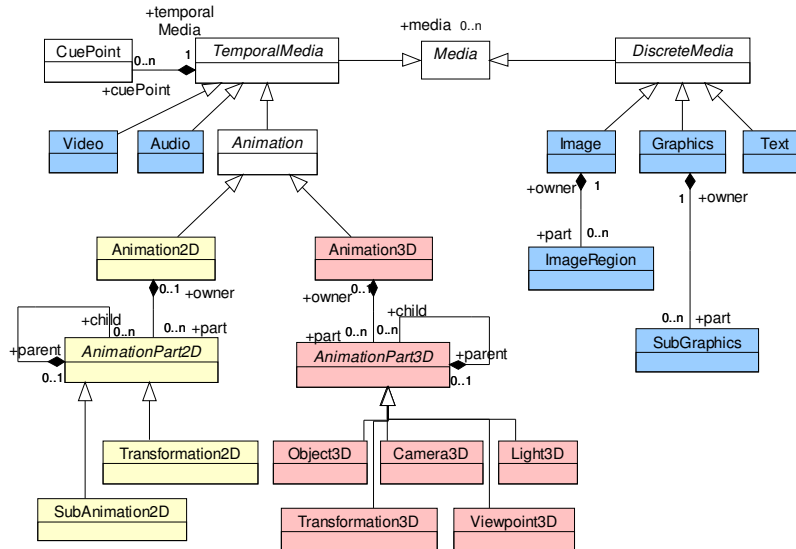 +temporal
Media
+media 0..n
CuePoint
0..n
1
TemporalMedia
Media
DiscreteMedia
+cuePoint
Video
Audio
Animation
Image
Graphics
Text
+owner
1
1
+owner
+part
0..n
Animation2D
Animation3D
ImageRegion
0..1
+owner
0..1
+owner
+child
0..n
0..n
+part
+child
+part
0..n
0..n
0..n
+part
+parent
AnimationPart2D
0..1
AnimationPart3D
+parent
0..1
SubGraphics
Transformation2D
Object3D
Camera3D
Light3D
SubAnimation2D
Transformation3D
Viewpoint3D